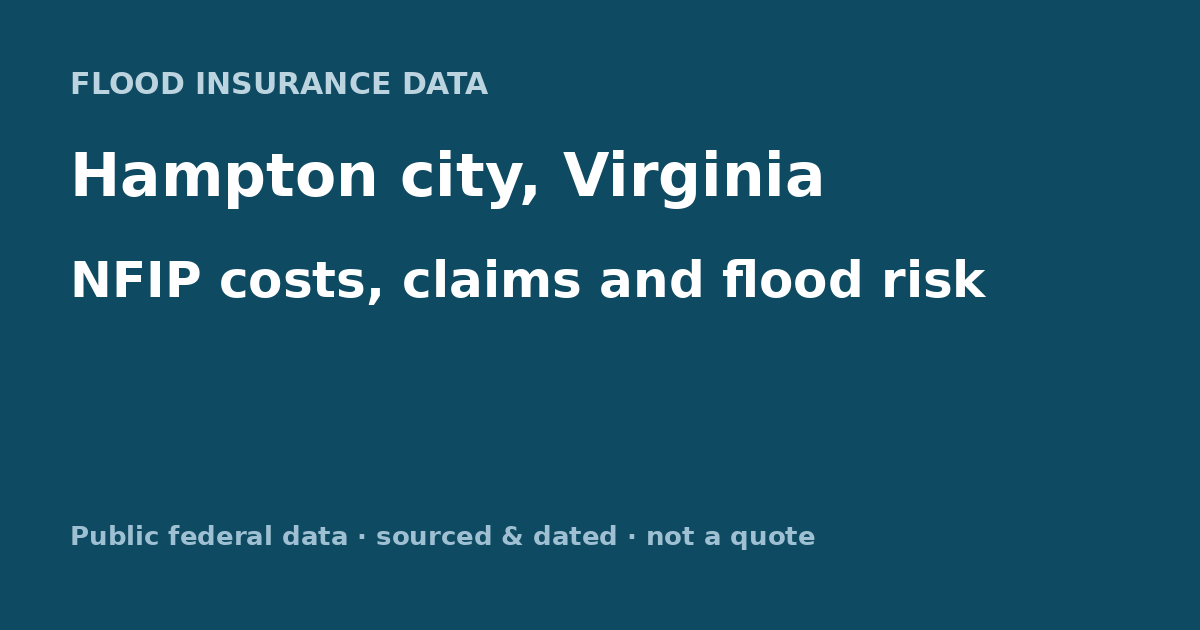 FLOOD INSURANCE DATA
Hampton city, Virginia
NFIP costs, claims and flood risk
Public federal data · sourced & dated · not a quote